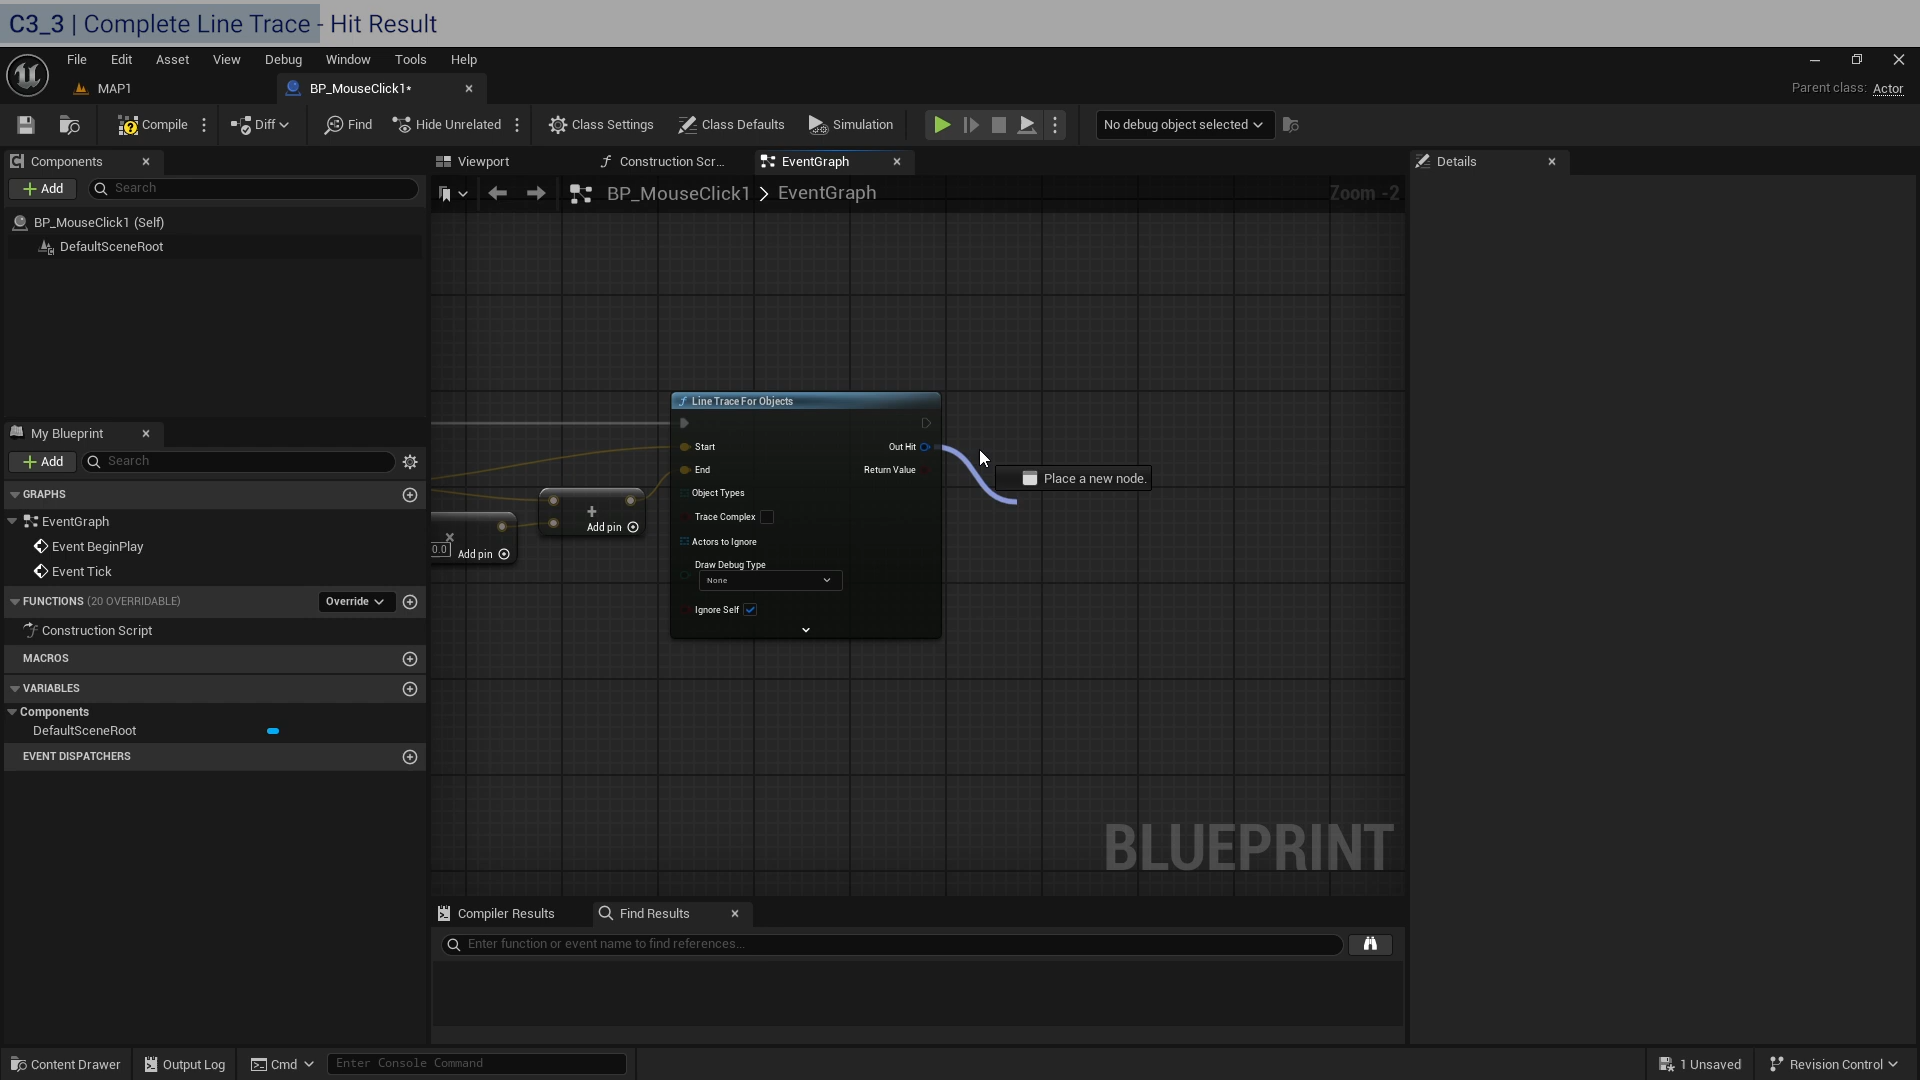 C3_3 | Complete Line Trace - Hit Result
File Edit Asset View Debug Window Tools Help
MAP1
BP_MouseClick1*
Parent class: Actor
Compile
Diff
Find
Hide Unrelated
Class Settings
Class Defaults
Simulation
No debug object selected
Components
Viewport
Construction Scr...
EventGraph
Details
Add
Search
BP_MouseClick1 > EventGraph
Zoom -2
BP_MouseClick1 (Self)
DefaultSceneRoot
Line Trace For Objects
Start
Out Hit
End
Return Value
Place a new node.
Object Types
Trace Complex
Add pin
Actors to Ignore
0.0
Add pin
Draw Debug Type
None
Ignore Self
My Blueprint
Add
Search
GRAPHS
EventGraph
Event BeginPlay
Event Tick
FUNCTIONS (20 OVERRIDABLE)
Override
Construction Script
MACROS
VARIABLES
Components
DefaultSceneRoot
EVENT DISPATCHERS
BLUEPRINT
Compiler Results
Find Results
Enter function or event name to find references...
Content Drawer
Output Log
Cmd
Enter Console Command
1 Unsaved
Revision Control